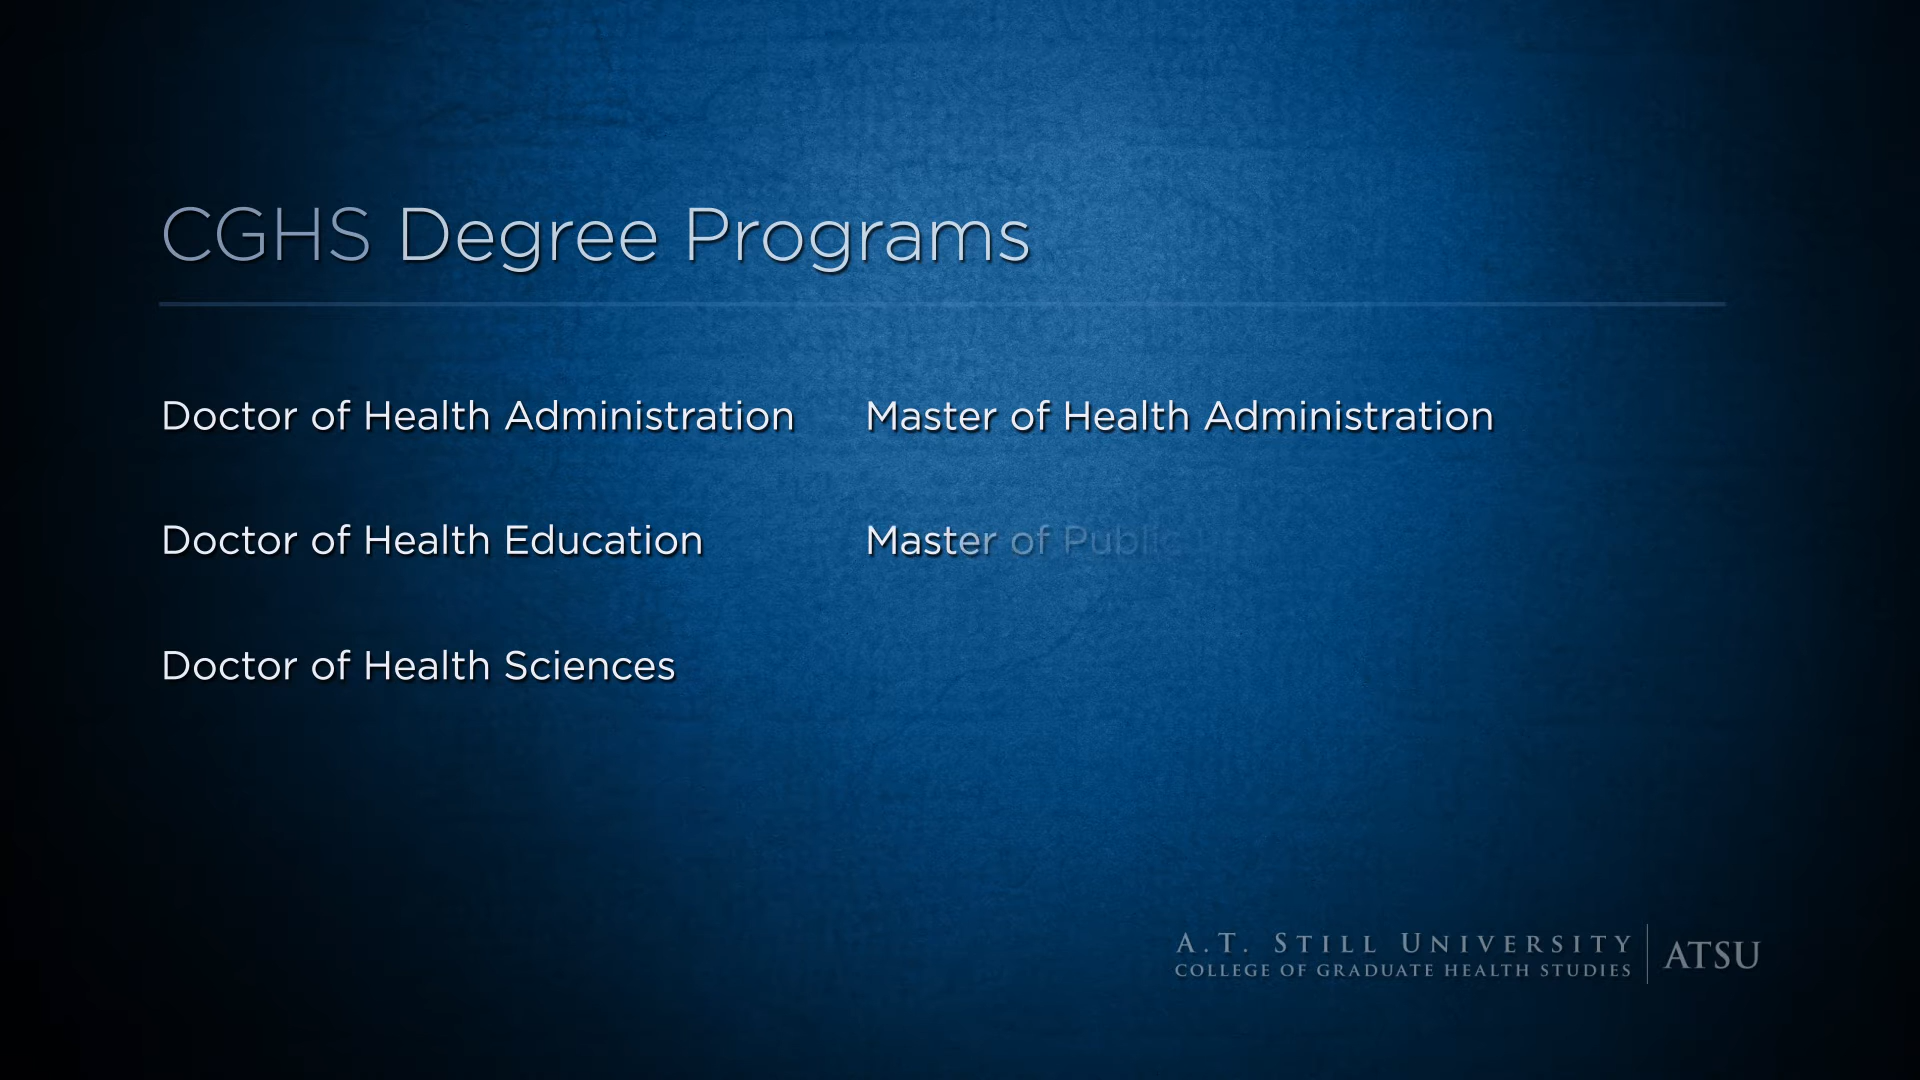 CGHS Degree Programs
Doctor of Health Administration
Doctor of Health Education
Doctor of Health Sciences
Master of Health Administration
Master of Public
A.T. STILL UNIVERSITY
COLLEGE OF GRADUATE HEALTH STUDIES
ATSU